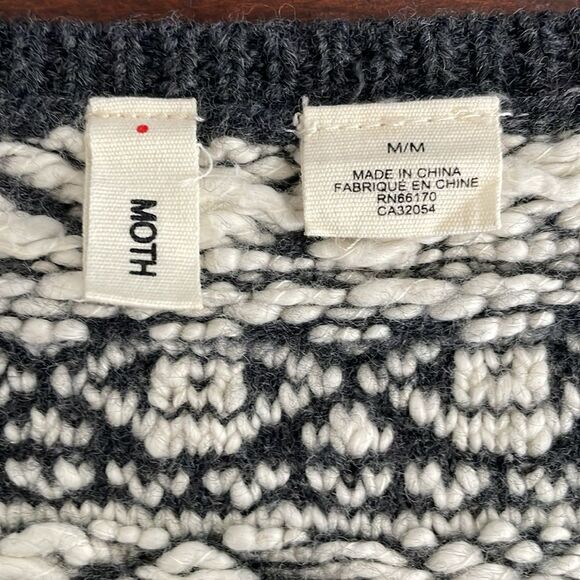 MOTH
M/M
MADE IN CHINA
FABRIQUÉ EN CHINE
RN66170
CA32054